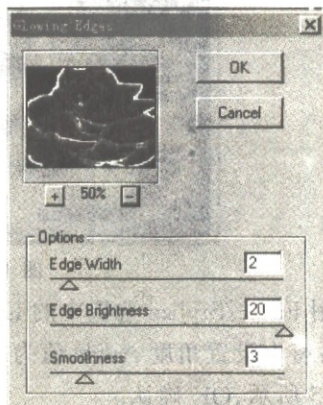 Glowing Edges
OK
Cancel
+ 50% -
Options
Edge Width 2
Edge Brightness 20
Smoothness 3